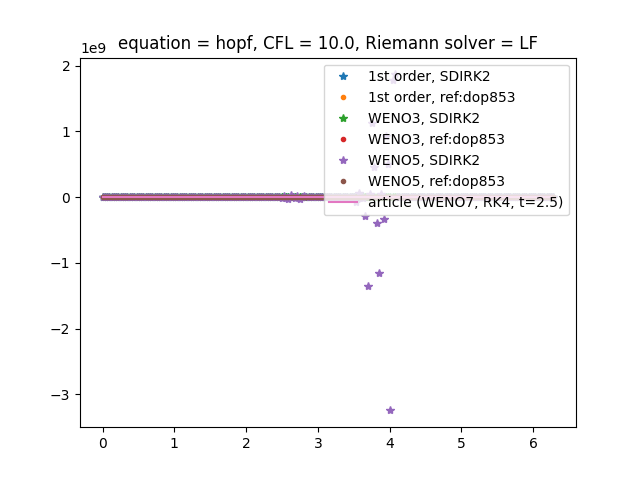 equation = hopf, CFL = 10.0, Riemann solver = LF
1e9
1st order, SDIRK2
1st order, ref:dop853
WENO3, SDIRK2
WENO3, ref:dop853
WENO5, SDIRK2
WENO5, ref:dop853
article (WENO7, RK4, t=2.5)
2
1
0
−1
−2
−3
0 1 2 3 4 5 6